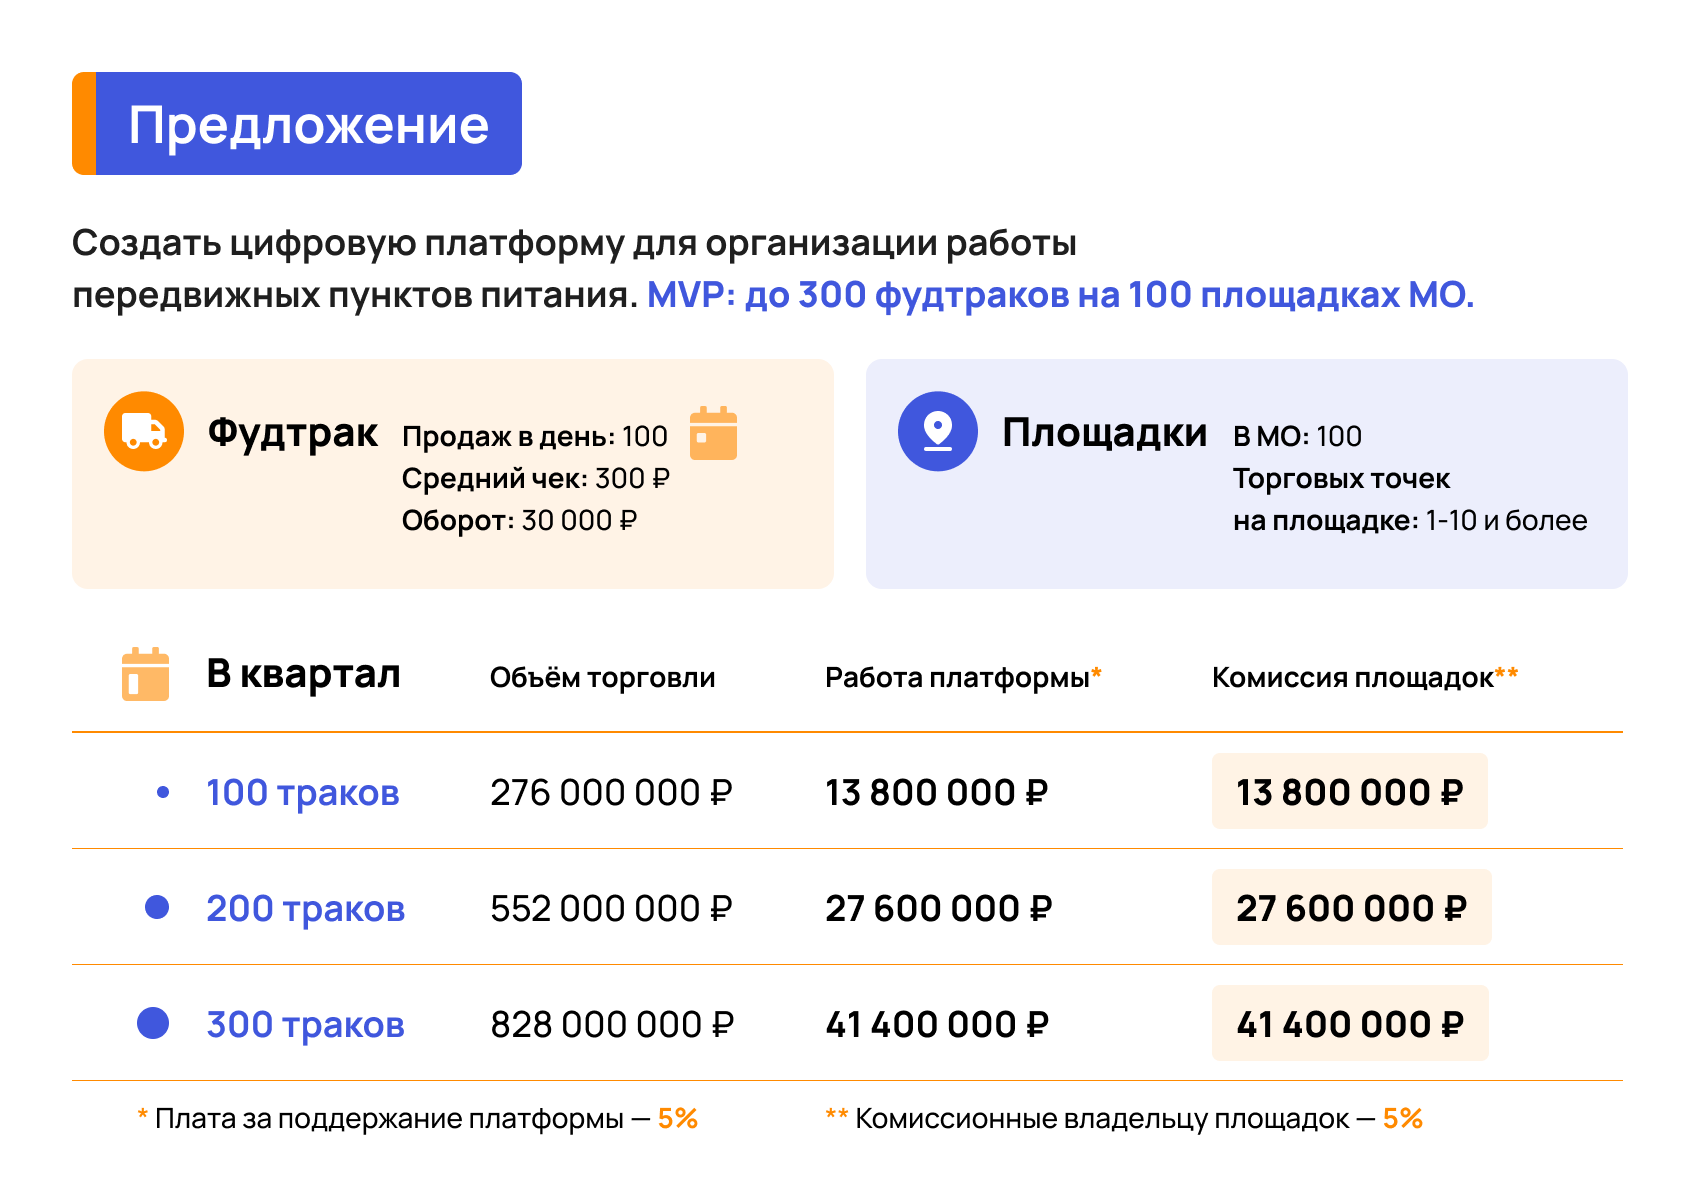 Предложение
Создать цифровую платформу для организации работы
передвижных пунктов питания. MVP: до 300 фудтраков на 100 площадках МО.
Фудтрак
Продаж в день: 100
Средний чек: 300 ₽
Оборот: 30 000 ₽
Площадки
В МО: 100
Торговых точек
на площадке: 1-10 и более
В квартал Объём торговли Работа платформы* Комиссия площадок**
100 траков 276 000 000 ₽ 13 800 000 ₽ 13 800 000 ₽
200 траков 552 000 000 ₽ 27 600 000 ₽ 27 600 000 ₽
300 траков 828 000 000 ₽ 41 400 000 ₽ 41 400 000 ₽
* Плата за поддержание платформы — 5% ** Комиссионные владельцу площадок — 5%